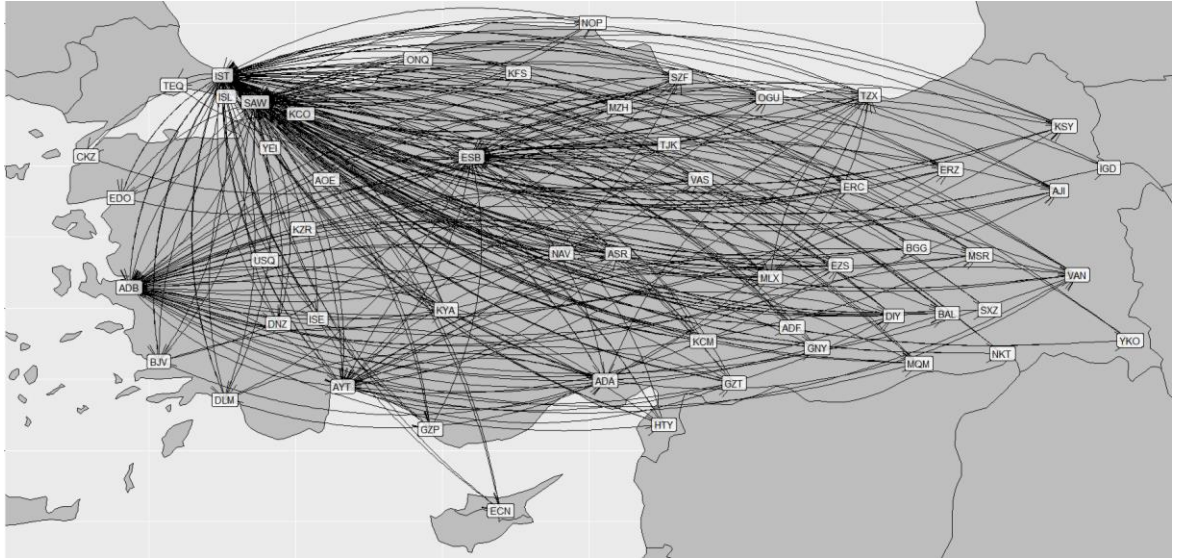 NOP
ONQ
IST
KFS
SZF
TEQ
ISL
SAW
OGU
TZX
MZH
KCO
KSY
YEI
TJK
CKZ
ESB
IGD
ERZ
AOE
VAS
ERC
AJI
EDO
KZR
BGG
NAV
ASR
MSR
USQ
EZS
VAN
MLX
ADB
KYA
SXZ
BAL
DIY
ISE
DNZ
ADF
YKO
KCM
GNY
NKT
BJV
MQM
ADA
GZT
AYT
DLM
HTY
GZP
ECN